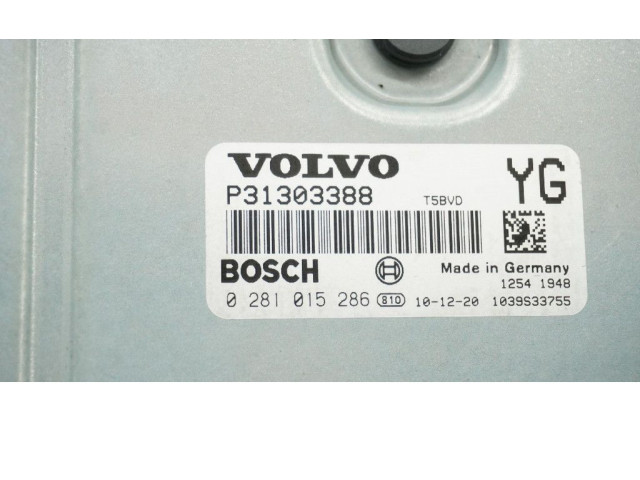 VOLVO YG
P31303388 T5BVD
BOSCH Made in Germany
1254 1948
0 281 015 286 810 10-12-20 1039S33755